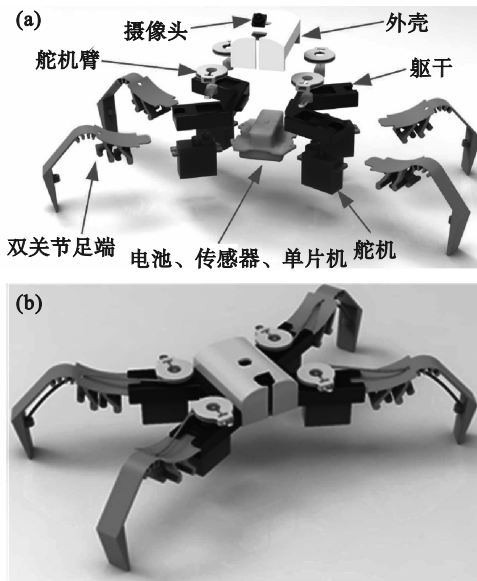 (a)
摄像头
外壳
舵机臂
躯干
双关节足端
电池、传感器、单片机
舵机
(b)